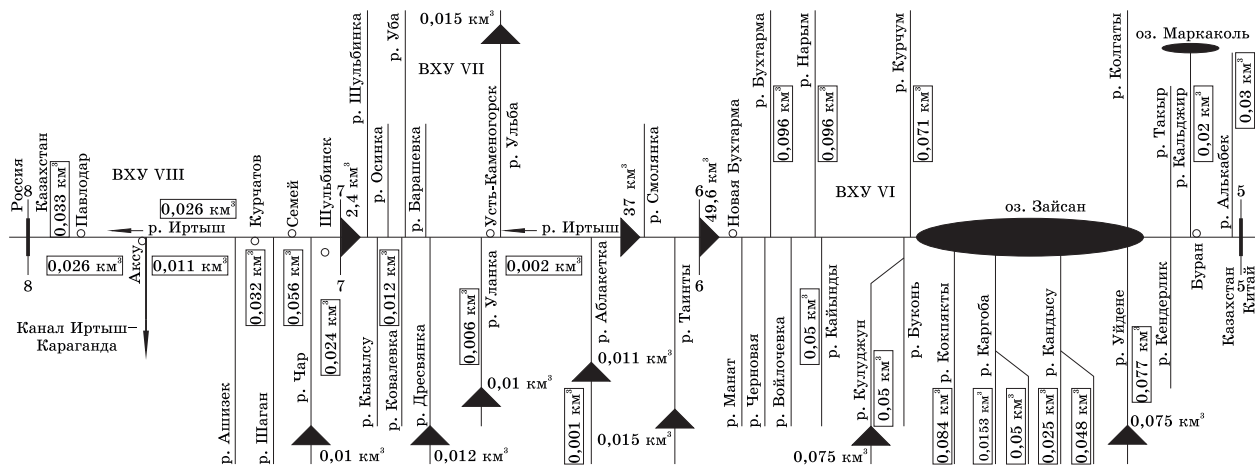 Россия
Казахстан
8
8
0,033 км³
Павлодар
ВХУ VIII
0,026 км³
р. Иртыш
0,026 км³
Аксу
0,011 км³
Канал Иртыш–
Караганда
р. Ашизек
р. Шаган
Курчатов
0,032 км³
Семей
0,056 км³
р. Чар
0,01 км³
Шульбинск
0,024 км³
7
7
2,4 км³
р. Шульбинка
р. Осинка
р. Уба
р. Барашевка
ВХУ VII
р. Кызылсу
р. Ковалевка
0,012 км³
р. Дресвянка
0,012 км³
0,015 км³
Усть-Каменогорск
р. Ульба
0,006 км³
р. Уланка
0,01 км³
р. Иртыш
0,002 км³
37 км³
р. Смолянка
р. Аблакетка
0,011 км³
0,001 км³
0,015 км³
р. Таинты
6
6
49,6 км³
Новая Бухтарма
р. Бухтарма
0,096 км³
р. Нарым
0,096 км³
р. Манат
р. Черновая
р. Войлочевка
0,05 км³
р. Кайынды
ВХУ VI
р. Курчум
0,071 км³
р. Кулуджун
0,075 км³
0,05 км³
р. Буконь
оз. Зайсан
0,084 км³
р. Кокпякты
р. Каргоба
0,0153 км³
0,05 км³
р. Кандысу
0,025 км³
0,048 км³
р. Колгаты
р. Уйдене
0,077 км³
0,075 км³
р. Кендерлик
оз. Маркаколь
р. Такыр
р. Кальджир
0,02 км³
Буран
р. Алькабек
0,03 км³
5
5
Казахстан
Китай